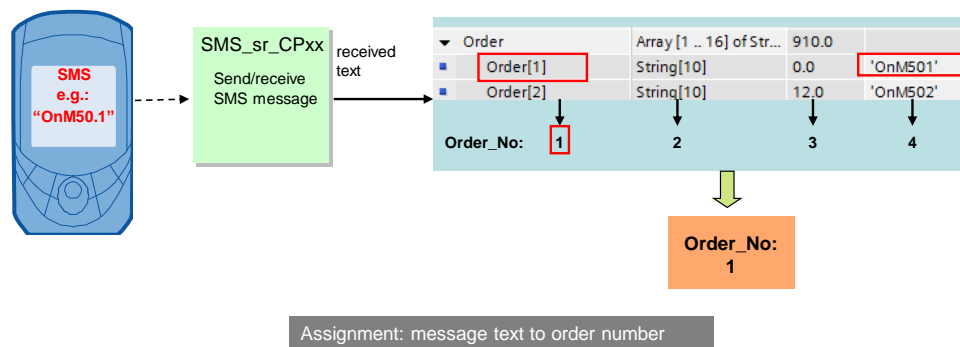 SMS
e.g.:
“OnM50.1”
SMS_sr_CPxx
Send/receive
SMS message
received
text
Order Array [1 .. 16] of Str... 910.0
Order[1] String[10] 0.0 'OnM501'
Order[2] String[10] 12.0 'OnM502'
Order_No: 1 2 3 4
Order_No:
1
Assignment: message text to order number